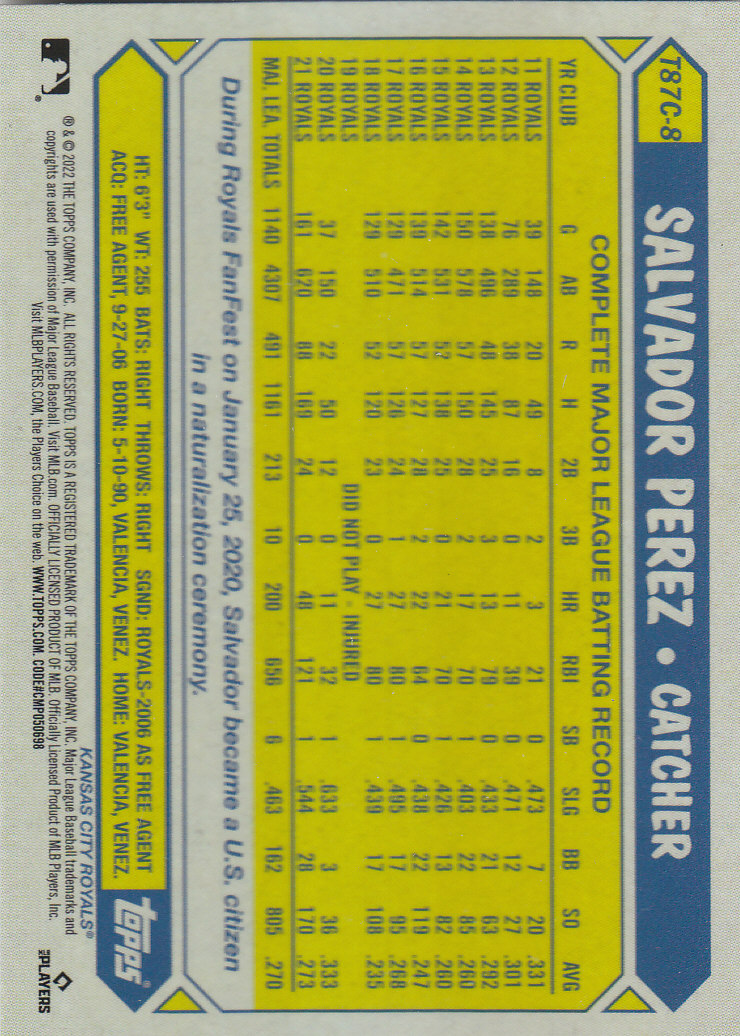 T87C-8
SALVADOR PEREZ • CATCHER
COMPLETE MAJOR LEAGUE BATTING RECORD
YR CLUB G AB R H 2B 3B HR RBI SB SLG BB SO AVG
11 ROYALS 39 148 20 49 8 2 3 21 0 .473 7 20 .331
12 ROYALS 76 289 38 87 16 0 11 39 0 .471 12 27 .301
13 ROYALS 138 496 48 145 25 3 13 79 0 .433 21 63 .292
14 ROYALS 150 578 57 150 28 2 17 70 1 .403 22 85 .260
15 ROYALS 142 531 52 138 25 0 21 70 1 .426 13 82 .260
16 ROYALS 139 514 57 127 28 2 22 64 0 .438 22 119 .247
17 ROYALS 129 471 57 126 24 1 27 80 1 .495 17 95 .268
18 ROYALS 129 510 52 120 23 0 27 80 1 .439 17 108 .235
19 ROYALS DID NOT PLAY - INJURED
20 ROYALS 37 150 22 50 12 0 11 32 1 .633 3 36 .333
21 ROYALS 161 620 88 169 24 0 48 121 1 .544 28 170 .273
MAJ. LEA. TOTALS 1140 4307 491 1161 213 10 200 656 6 .463 162 805 .270
During Royals FanFest on January 25, 2020, Salvador became a U.S. citizen
in a naturalization ceremony.
HT: 6'3" WT: 255 BATS: RIGHT THROWS: RIGHT SGND: ROYALS-2006 AS FREE AGENT
ACQ: FREE AGENT, 9-27-06 BORN: 5-10-90, VALENCIA, VENEZ. HOME: VALENCIA, VENEZ.
topps®
KANSAS CITY ROYALS®
® & © 2022 THE TOPPS COMPANY, INC. ALL RIGHTS RESERVED. TOPPS IS A REGISTERED TRADEMARK OF THE TOPPS COMPANY, INC. Major League Baseball trademarks and
copyrights are used with permission of Major League Baseball. Visit MLB.com. OFFICIALLY LICENSED PRODUCT OF MLB. Officially Licensed Product of MLB Players, Inc.
Visit MLBPLAYERS.COM, the Players Choice on the web. WWW.TOPPS.COM. CODE#CMP050698
MLB PLAYERS